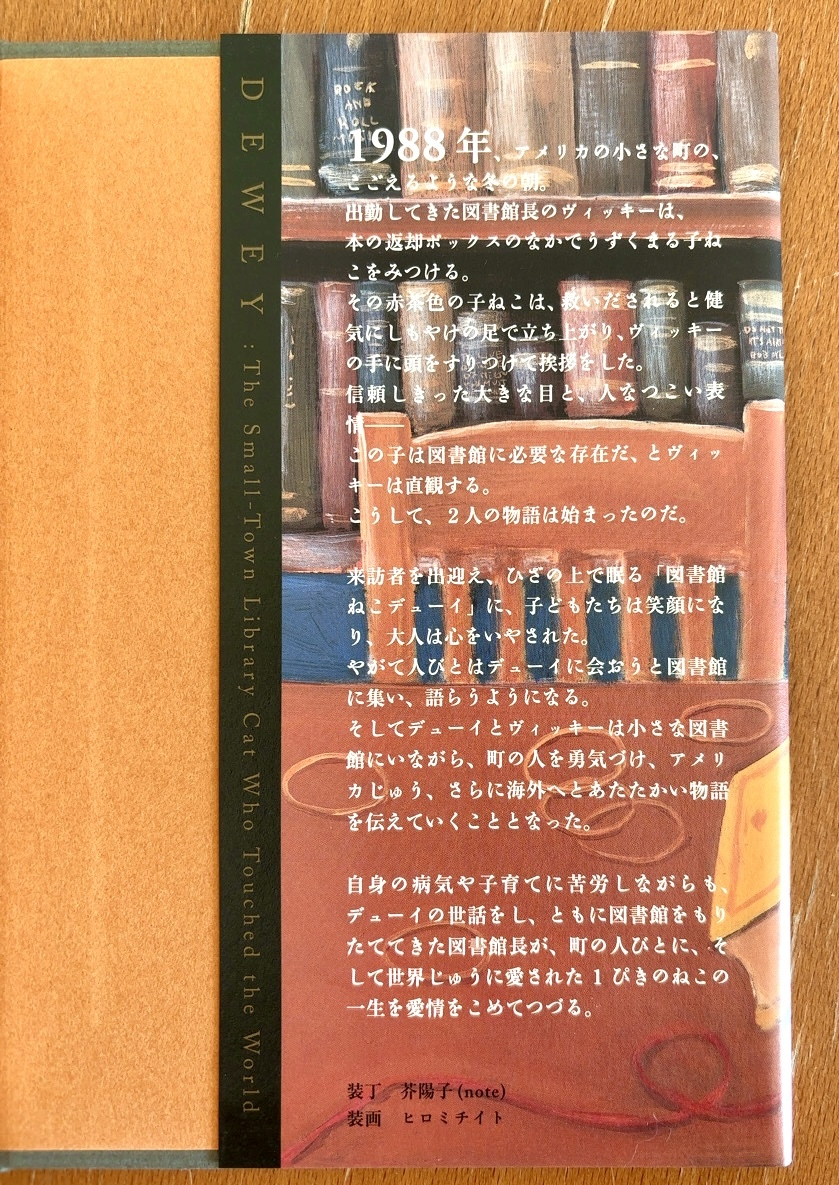 DEWEY : The Small-Town Library Cat Who Touched the World
ROCK
AND
ROLL
1988年、アメリカの小さな町の、
こごえるような冬の朝。
出勤してきた図書館長のヴィッキーは、
本の返却ボックスのなかでうずくまる子ね
こをみつける。
その赤茶色の子ねこは、救いだされると健
気にしもやけの足で立ち上がり、ヴィッキー
の手に頭をすりつけて挨拶をした。
信頼しきった大きな目と、人なつこい表
情――
この子は図書館に必要な存在だ、とヴィッ
キーは直観する。
こうして、2人の物語は始まったのだ。
来訪者を出迎え、ひざの上で眠る「図書館
ねこデューイ」に、子どもたちは笑顔にな
り、大人は心をいやされた。
やがて人びとはデューイに会おうと図書館
に集い、語らうようになる。
そしてデューイとヴィッキーは小さな図書
館にいながら、町の人を勇気づけ、アメリ
カじゅう、さらに海外へとあたたかい物語
を伝えていくこととなった。
自身の病気や子育てに苦労しながらも、
デューイの世話をし、ともに図書館をもり
たててきた図書館長が、町の人びとに、そ
して世界じゅうに愛された1ぴきのねこの
一生を愛情をこめてつづる。
装丁　芥陽子(note)
装画　ヒロミチイト